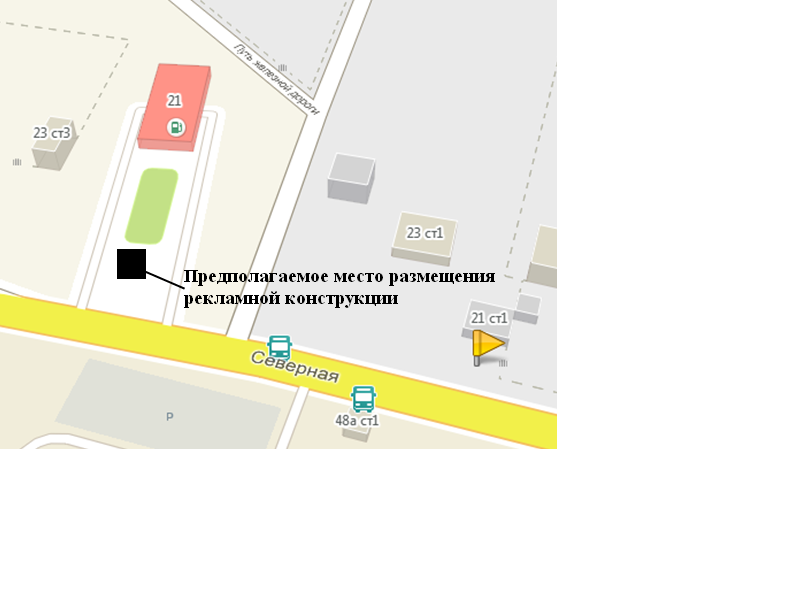 Путь железной дороги
21
23 ст3
23 ст1
Предполагаемое место размещения
рекламной конструкции
21 ст1
Северная
P
48а ст1